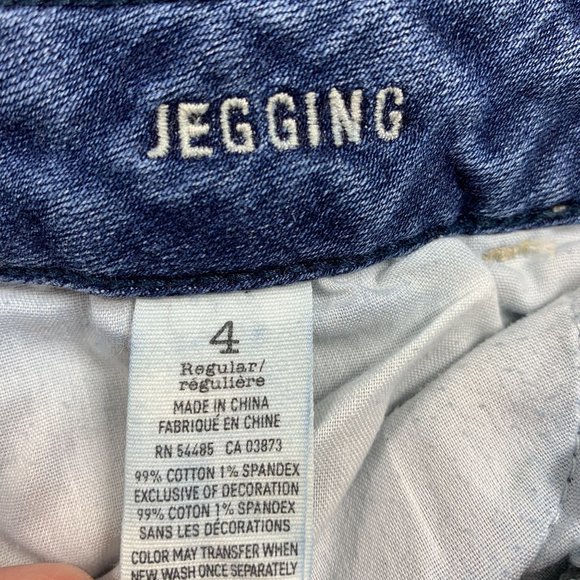 JEGGING
4
Regular/
régulière
MADE IN CHINA
FABRIQUÉ EN CHINE
RN 54485 CA 03873
99% COTTON 1% SPANDEX
EXCLUSIVE OF DECORATION
99% COTON 1% SPANDEX
SANS LES DÉCORATIONS
COLOR MAY TRANSFER WHEN
NEW WASH ONCE SEPARATELY